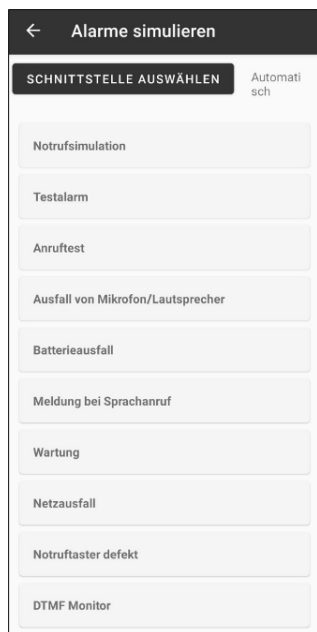 Alarme simulieren
SCHNITTSTELLE AUSWÄHLEN
Automati
sch
Notrufsimulation
Testalarm
Anruftest
Ausfall von Mikrofon/Lautsprecher
Batterieausfall
Meldung bei Sprachanruf
Wartung
Netzausfall
Notruftaster defekt
DTMF Monitor